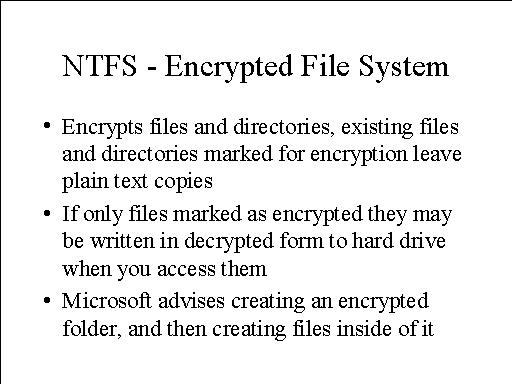 NTFS - Encrypted File System
• Encrypts files and directories, existing files
and directories marked for encryption leave
plain text copies
• If only files marked as encrypted they may
be written in decrypted form to hard drive
when you access them
• Microsoft advises creating an encrypted
folder, and then creating files inside of it